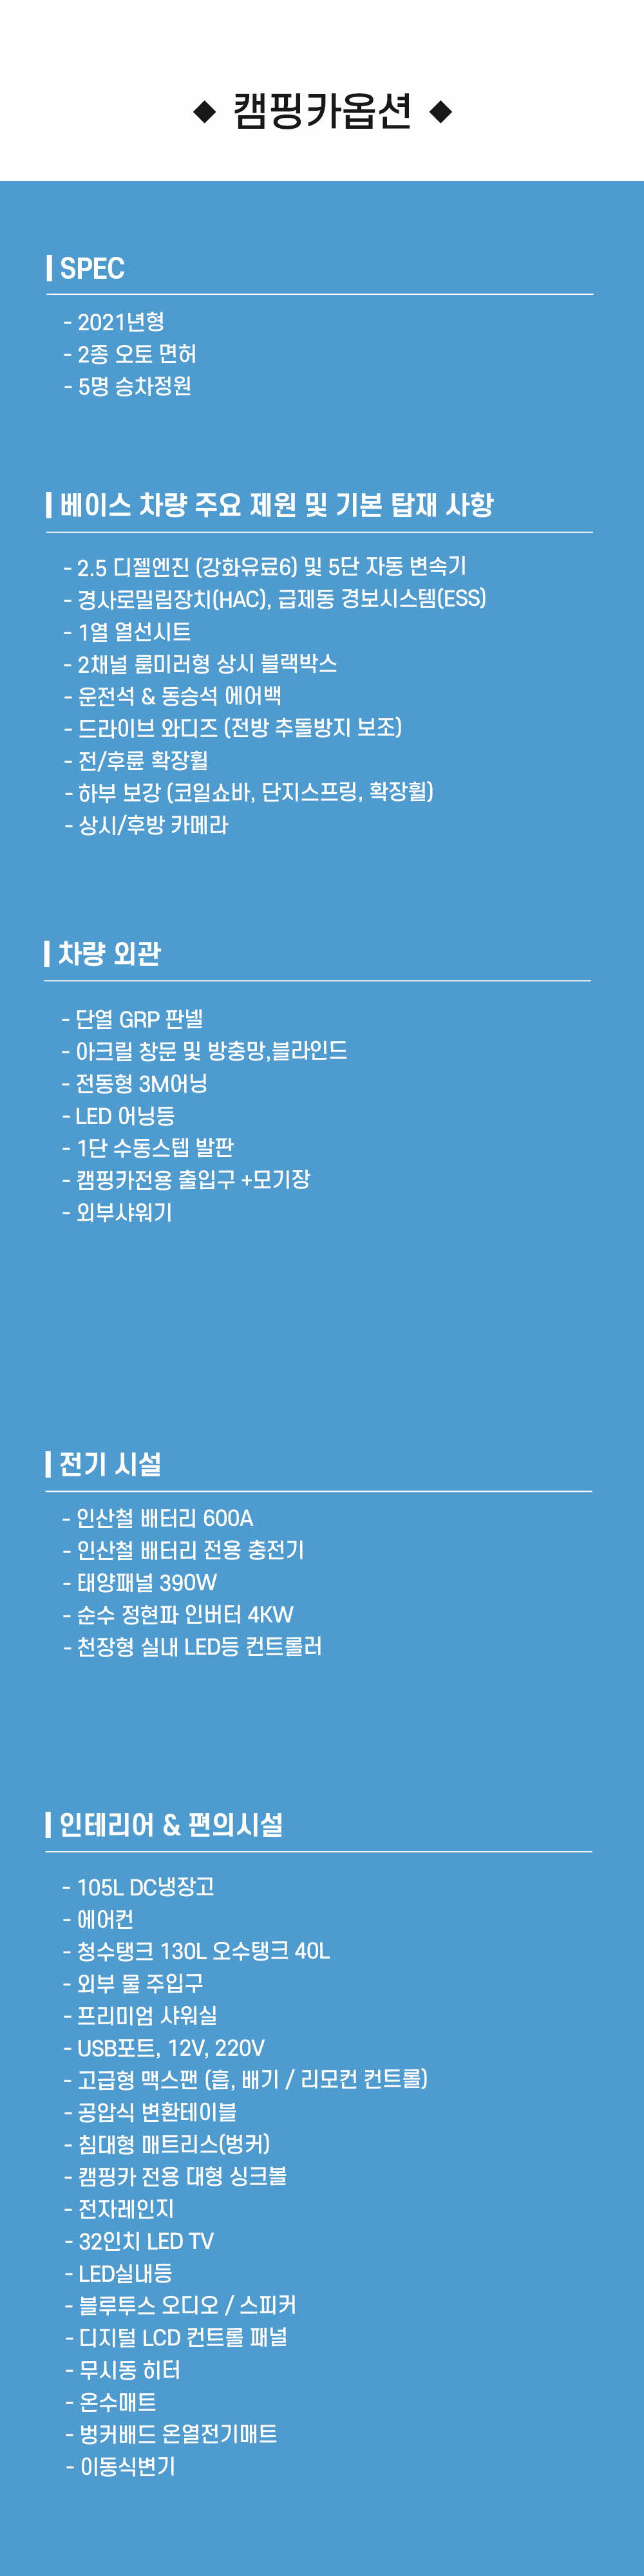 ◆ 캠핑카옵션 ◆
SPEC
- 2021년형
- 2종 오토 면허
- 5명 승차정원
베이스 차량 주요 제원 및 기본 탑재 사항
- 2.5 디젤엔진 (강화유료6) 및 5단 자동 변속기
- 경사로밀림장치(HAC), 급제동 경보시스템(ESS)
- 1열 열선시트
- 2채널 룸미러형 상시 블랙박스
- 운전석 & 동승석 에어백
- 드라이브 와디즈 (전방 추돌방지 보조)
- 전/후륜 확장휠
- 하부 보강 (코일쇼바, 단지스프링, 확장휠)
- 상시/후방 카메라
차량 외관
- 단열 GRP 판넬
- 아크릴 창문 및 방충망,블라인드
- 전동형 3M어닝
- LED 어닝등
- 1단 수동스텝 발판
- 캠핑카전용 출입구 +모기장
- 외부샤워기
전기 시설
- 인산철 배터리 600A
- 인산철 배터리 전용 충전기
- 태양패널 390W
- 순수 정현파 인버터 4KW
- 천장형 실내 LED등 컨트롤러
인테리어 & 편의시설
- 105L DC냉장고
- 에어컨
- 청수탱크 130L 오수탱크 40L
- 외부 물 주입구
- 프리미엄 샤워실
- USB포트, 12V, 220V
- 고급형 맥스팬 (흡, 배기 / 리모컨 컨트롤)
- 공압식 변환테이블
- 침대형 매트리스(벙커)
- 캠핑카 전용 대형 싱크볼
- 전자레인지
- 32인치 LED TV
- LED실내등
- 블루투스 오디오 / 스피커
- 디지털 LCD 컨트롤 패널
- 무시동 히터
- 온수매트
- 벙커배드 온열전기매트
- 이동식변기